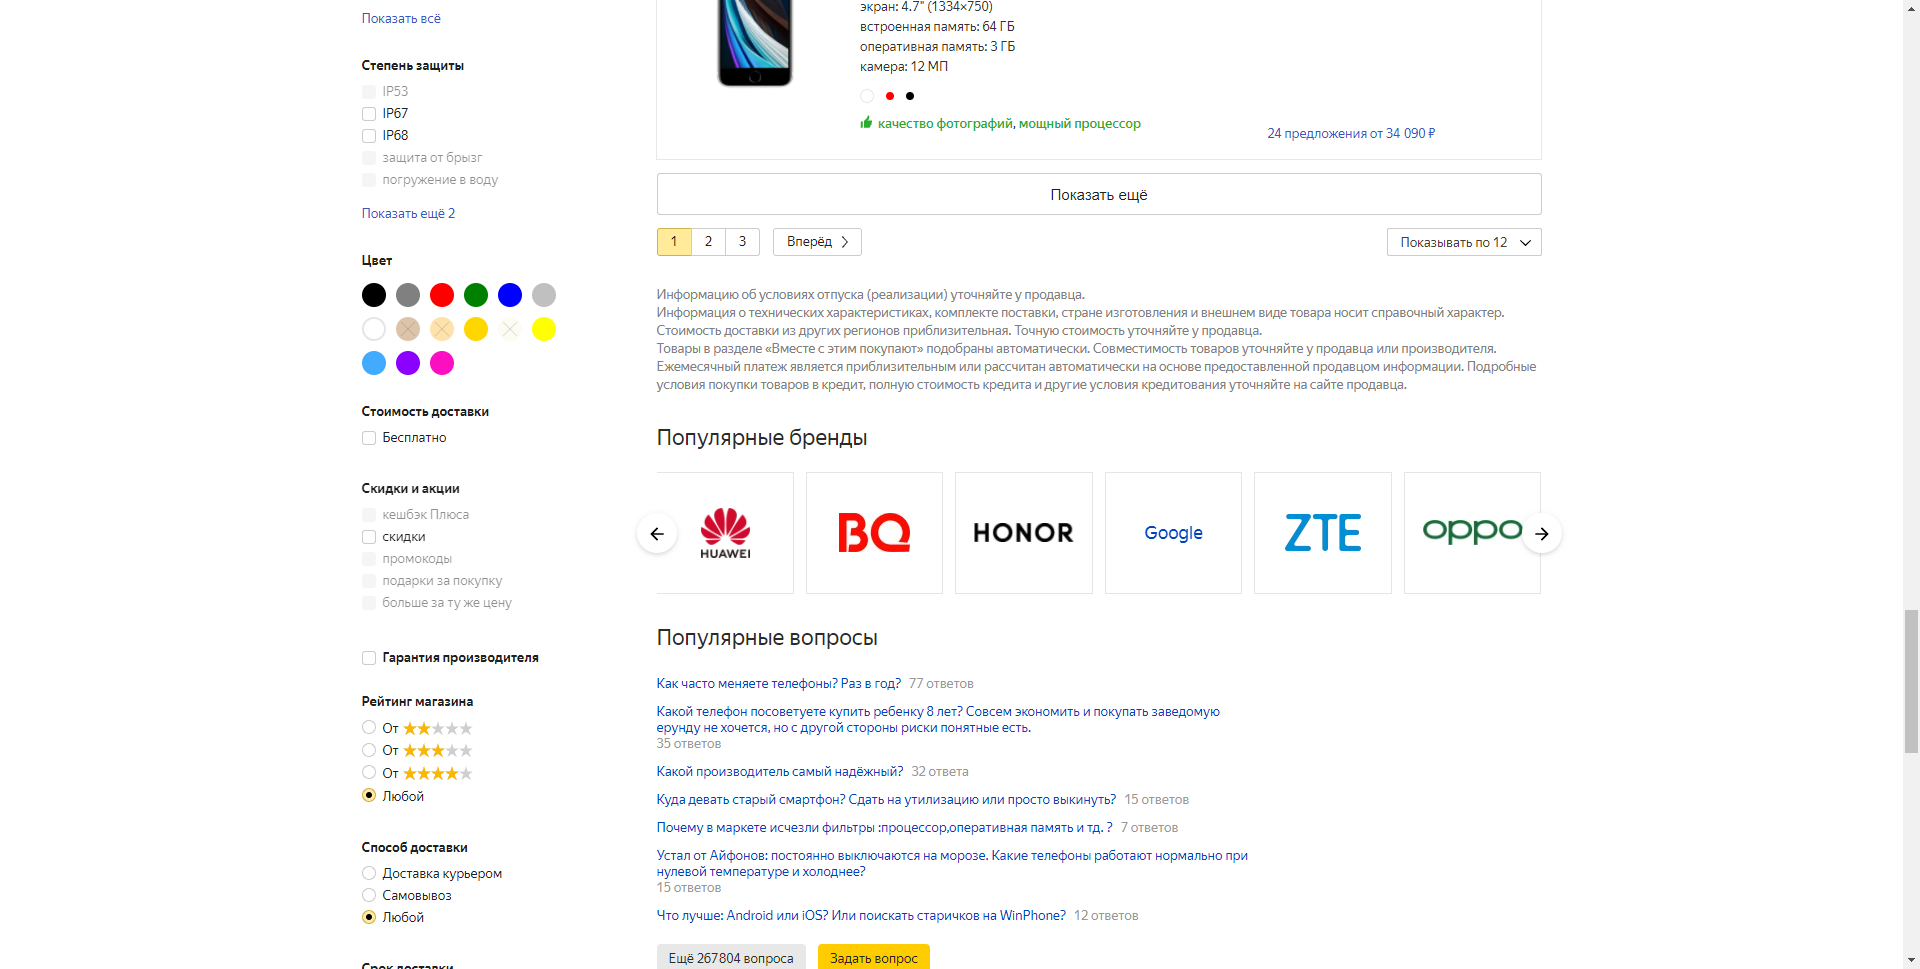 Показать всё
Степень защиты
IP53
IP67
IP68
защита от брызг
погружение в воду
Показать ещё 2
Цвет
Стоимость доставки
Бесплатно
Скидки и акции
кешбэк Плюса
скидки
промокоды
подарки за покупку
больше за ту же цену
Гарантия производителя
Рейтинг магазина
От
От
От
Любой
Способ доставки
Доставка курьером
Самовывоз
Любой
Срок доставки
экран: 4.7" (1334×750)
встроенная память: 64 ГБ
оперативная память: 3 ГБ
камера: 12 МП
качество фотографий, мощный процессор
24 предложения от 34 090 ₽
Показать ещё
1 2 3 Вперёд
Показывать по 12
Информацию об условиях отпуска (реализации) уточняйте у продавца.
Информация о технических характеристиках, комплекте поставки, стране изготовления и внешнем виде товара носит справочный характер.
Стоимость доставки из других регионов приблизительная. Точную стоимость уточняйте у продавца.
Товары в разделе «Вместе с этим покупают» подобраны автоматически. Совместимость товаров уточняйте у продавца или производителя.
Ежемесячный платеж является приблизительным или рассчитан автоматически на основе предоставленной продавцом информации. Подробные
условия покупки товаров в кредит, полную стоимость кредита и другие условия кредитования уточняйте на сайте продавца.
Популярные бренды
HUAWEI
BQ
HONOR
Google
ZTE
oppo
Популярные вопросы
Как часто меняете телефоны? Раз в год? 77 ответов
Какой телефон посоветуете купить ребенку 8 лет? Совсем экономить и покупать заведомую
ерунду не хочется, но с другой стороны риски понятные есть.
35 ответов
Какой производитель самый надёжный? 32 ответа
Куда девать старый смартфон? Сдать на утилизацию или просто выкинуть? 15 ответов
Почему в маркете исчезли фильтры :процессор,оперативная память и тд. ? 7 ответов
Устал от Айфонов: постоянно выключаются на морозе. Какие телефоны работают нормально при
нулевой температуре и холоднее?
15 ответов
Что лучше: Android или iOS? Или поискать старичков на WinPhone? 12 ответов
Ещё 267804 вопроса
Задать вопрос